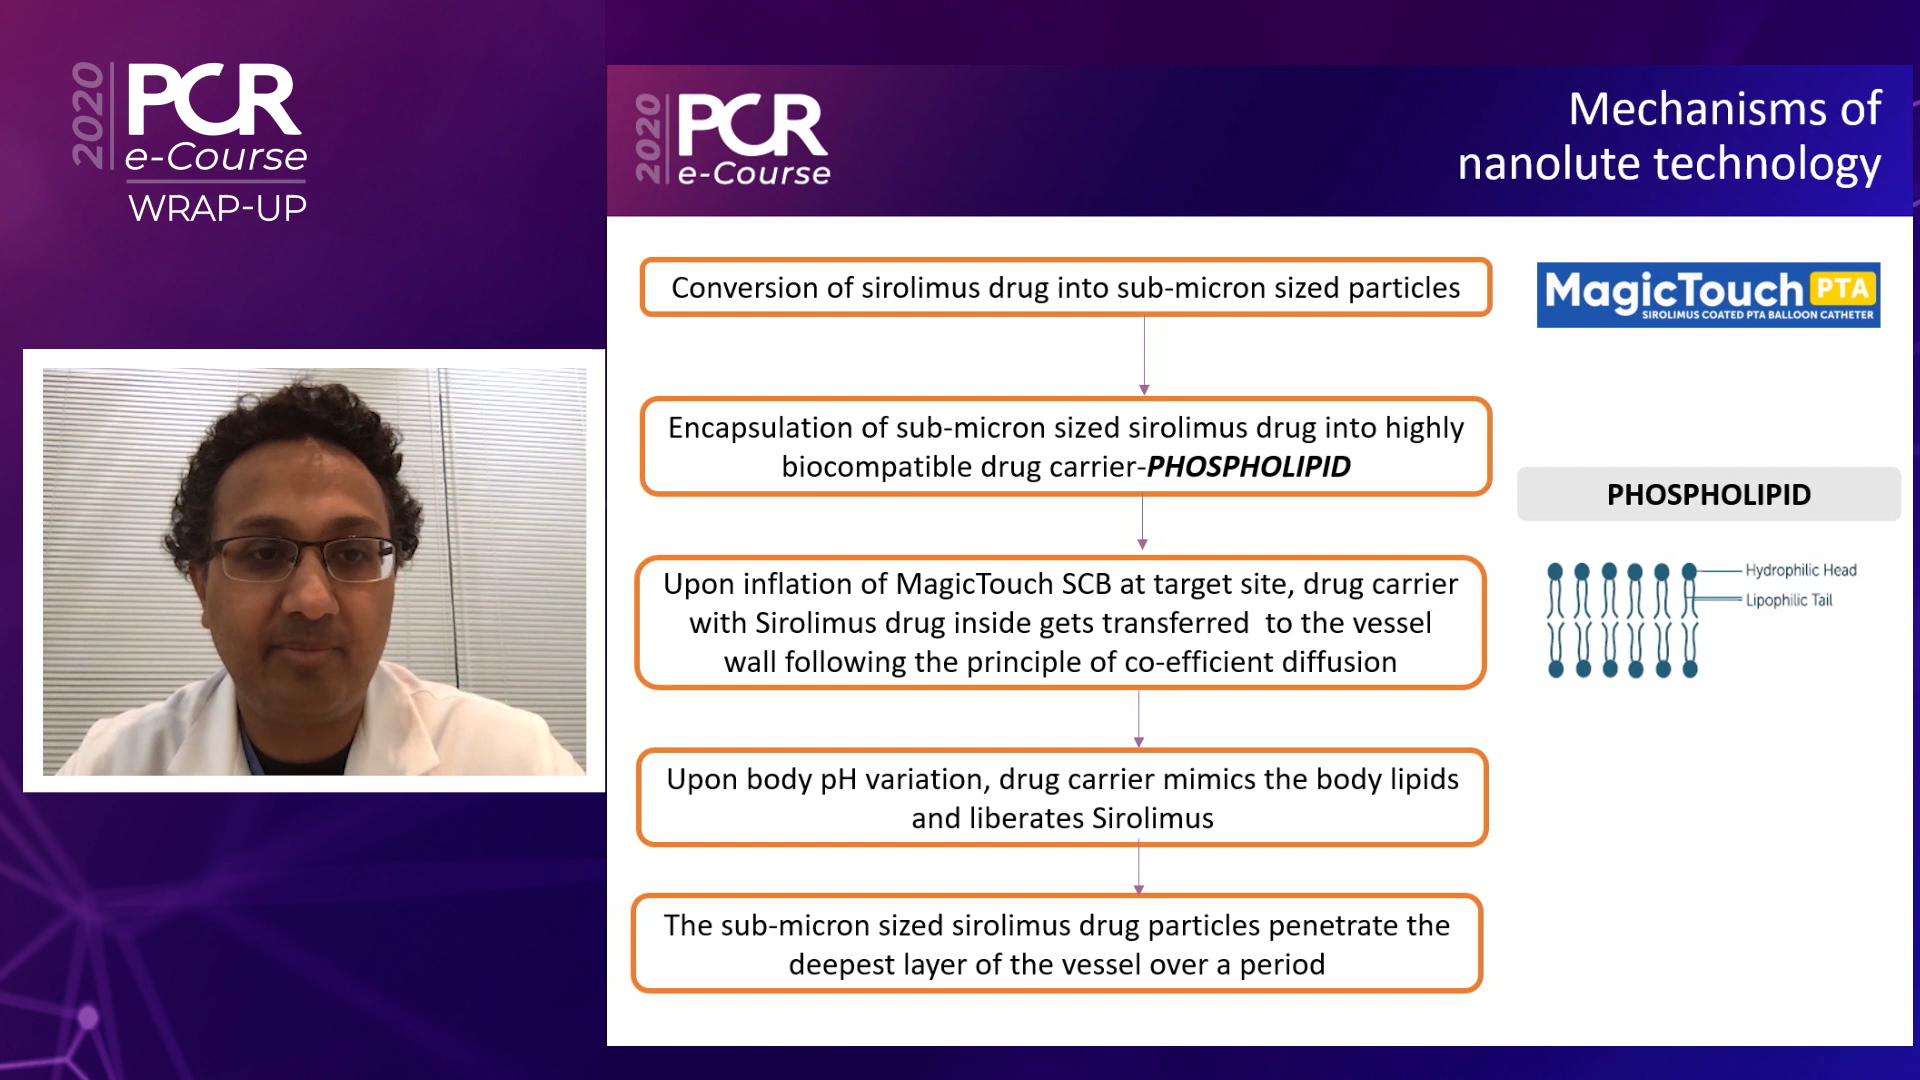 2020
PCR
e-Course
WRAP-UP
2020
PCR
e-Course
Mechanisms of
nanolute technology
Conversion of sirolimus drug into sub-micron sized particles
MagicTouch PTA
SIROLIMUS COATED PTA BALLOON CATHETER
Encapsulation of sub-micron sized sirolimus drug into highly
biocompatible drug carrier-PHOSPHOLIPID
PHOSPHOLIPID
Upon inflation of MagicTouch SCB at target site, drug carrier
with Sirolimus drug inside gets transferred to the vessel
wall following the principle of co-efficient diffusion
Hydrophilic Head
Lipophilic Tail
Upon body pH variation, drug carrier mimics the body lipids
and liberates Sirolimus
The sub-micron sized sirolimus drug particles penetrate the
deepest layer of the vessel over a period